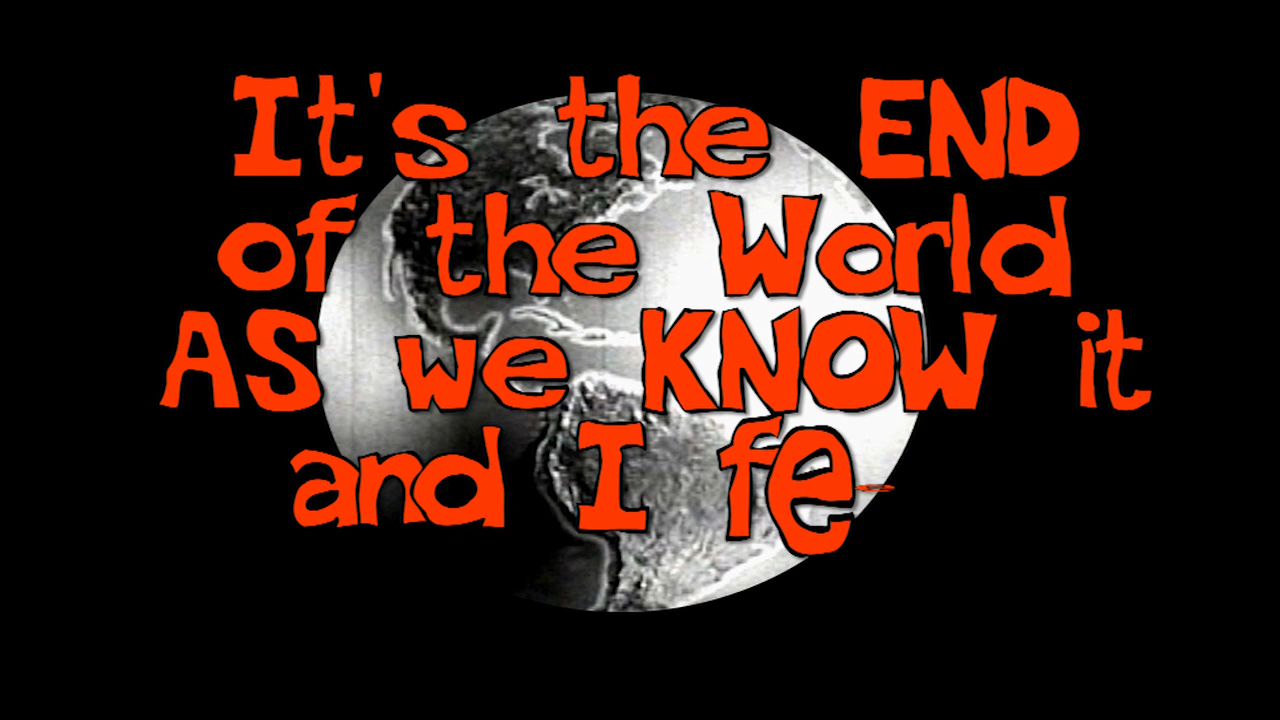 It's the END
of the World
AS we KNOW it
and I fe